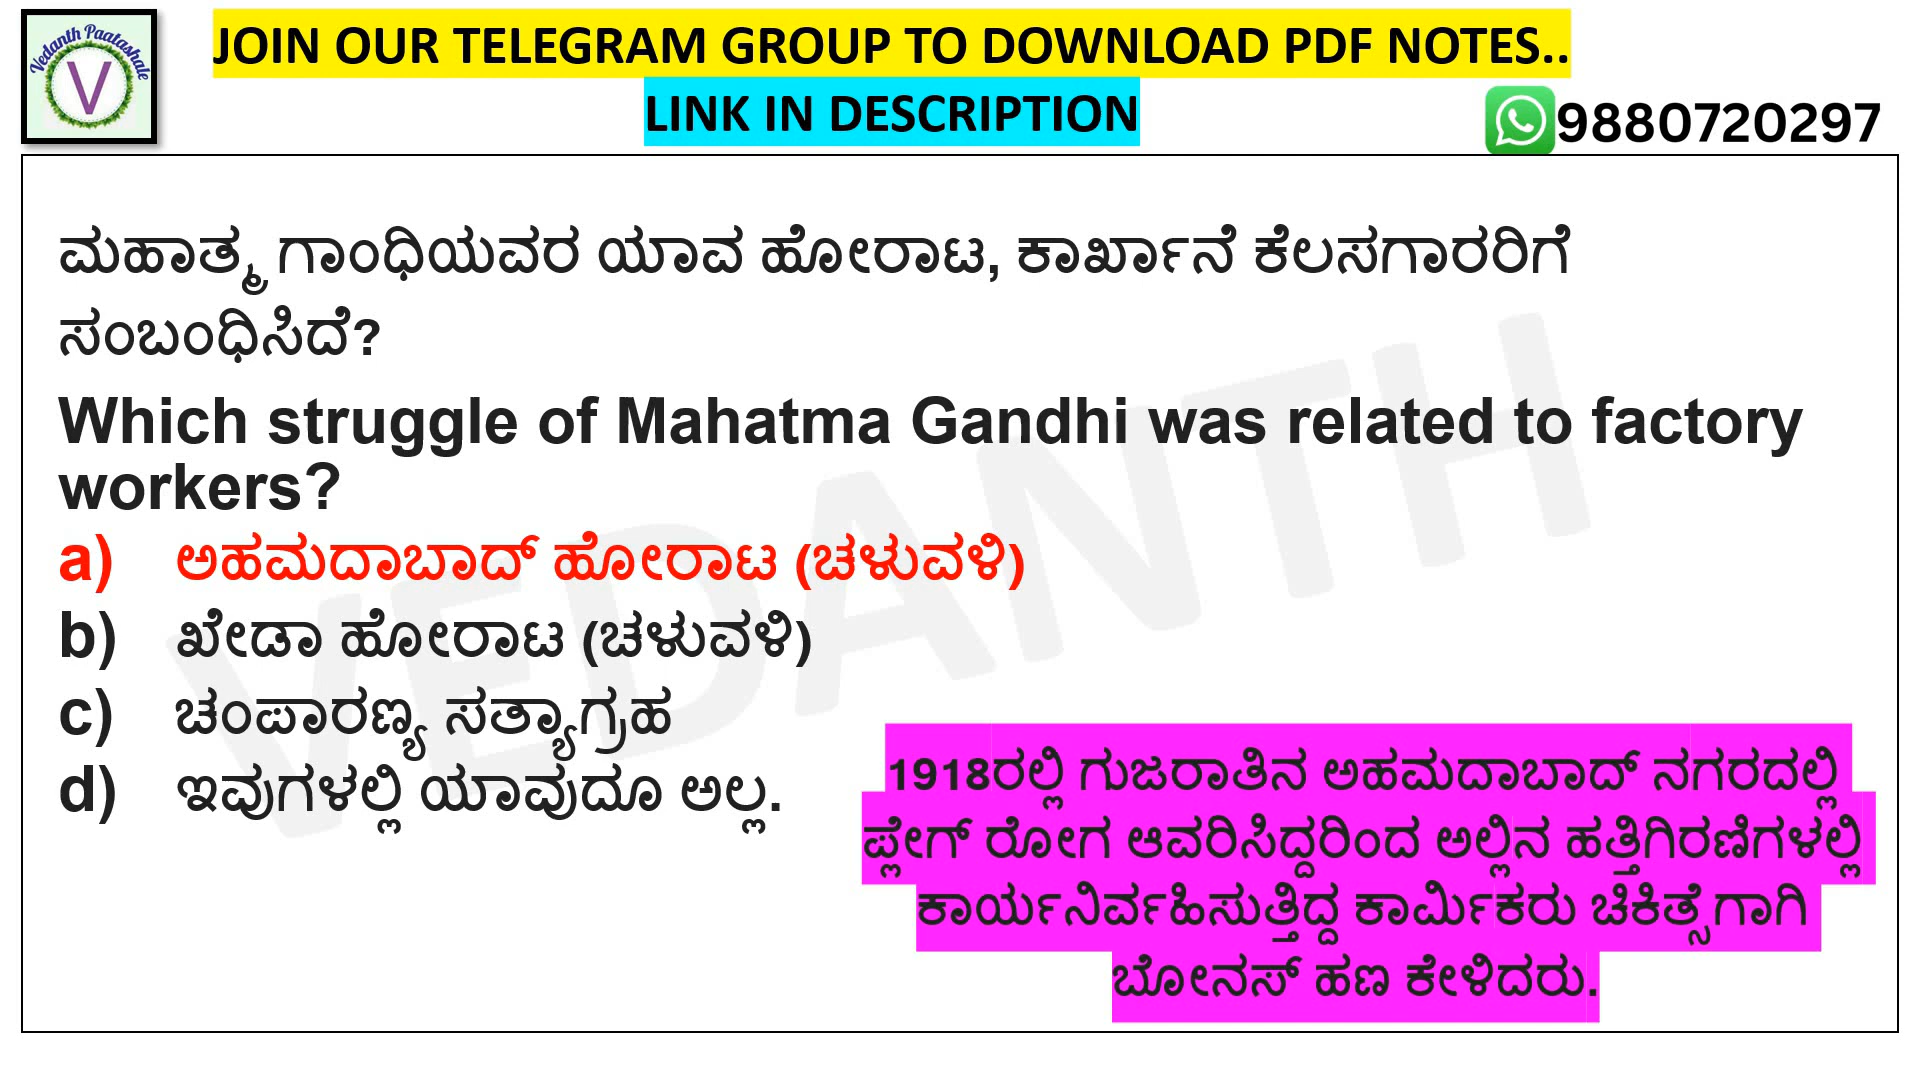 Vedanth Paatashale
V
JOIN OUR TELEGRAM GROUP TO DOWNLOAD PDF NOTES..
LINK IN DESCRIPTION
9880720297
ಮಹಾತ್ಮ ಗಾಂಧಿಯವರ ಯಾವ ಹೋರಾಟ, ಕಾರ್ಖಾನೆ ಕೆಲಸಗಾರರಿಗೆ
ಸಂಬಂಧಿಸಿದೆ?
Which struggle of Mahatma Gandhi was related to factory
workers?
a) ಅಹಮದಾಬಾದ್ ಹೋರಾಟ (ಚಳುವಳಿ)
b) ಖೇಡಾ ಹೋರಾಟ (ಚಳುವಳಿ)
c) ಚಂಪಾರಣ್ಯ ಸತ್ಯಾಗ್ರಹ
d) ಇವುಗಳಲ್ಲಿ ಯಾವುದೂ ಅಲ್ಲ.
1918ರಲ್ಲಿ ಗುಜರಾತಿನ ಅಹಮದಾಬಾದ್ ನಗರದಲ್ಲಿ
ಪ್ಲೇಗ್ ರೋಗ ಆವರಿಸಿದ್ದರಿಂದ ಅಲ್ಲಿನ ಹತ್ತಿಗಿರಣಿಗಳಲ್ಲಿ
ಕಾರ್ಯನಿರ್ವಹಿಸುತ್ತಿದ್ದ ಕಾರ್ಮಿಕರು ಚಿಕಿತ್ಸೆಗಾಗಿ
ಬೋನಸ್ ಹಣ ಕೇಳಿದರು.
VEDANTH